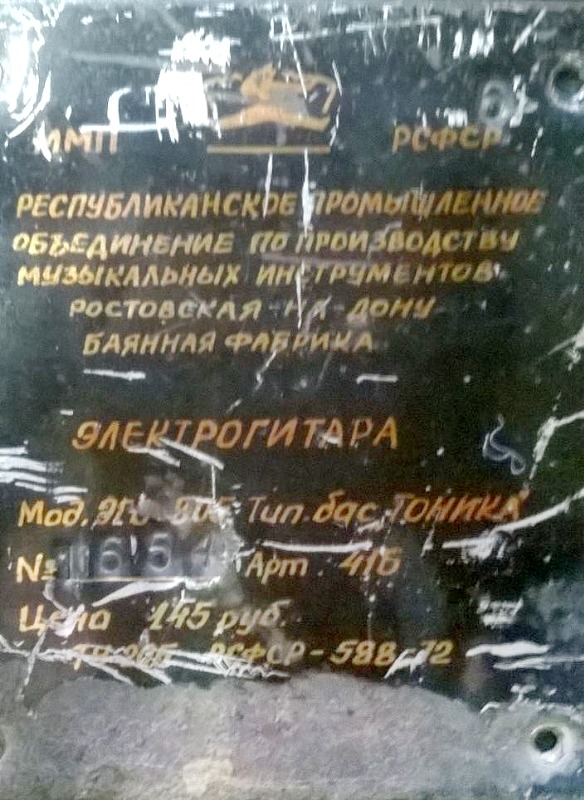 РСФСР
РЕСПУБЛИКАНСКОЕ ПРОМЫШЛЕННОЕ
ОБЪЕДИНЕНИЕ ПО ПРОИЗВОДСТВУ
МУЗЫКАЛЬНЫХ ИНСТРУМЕНТОВ
РОСТОВСКАЯ-НА-ДОНУ
БАЯННАЯ ФАБРИКА
ЭЛЕКТРОГИТАРА
Мод. Тип.бас ТОНИКА
№ Арт. 416
Цена 145 руб.
РСФСР-588-72